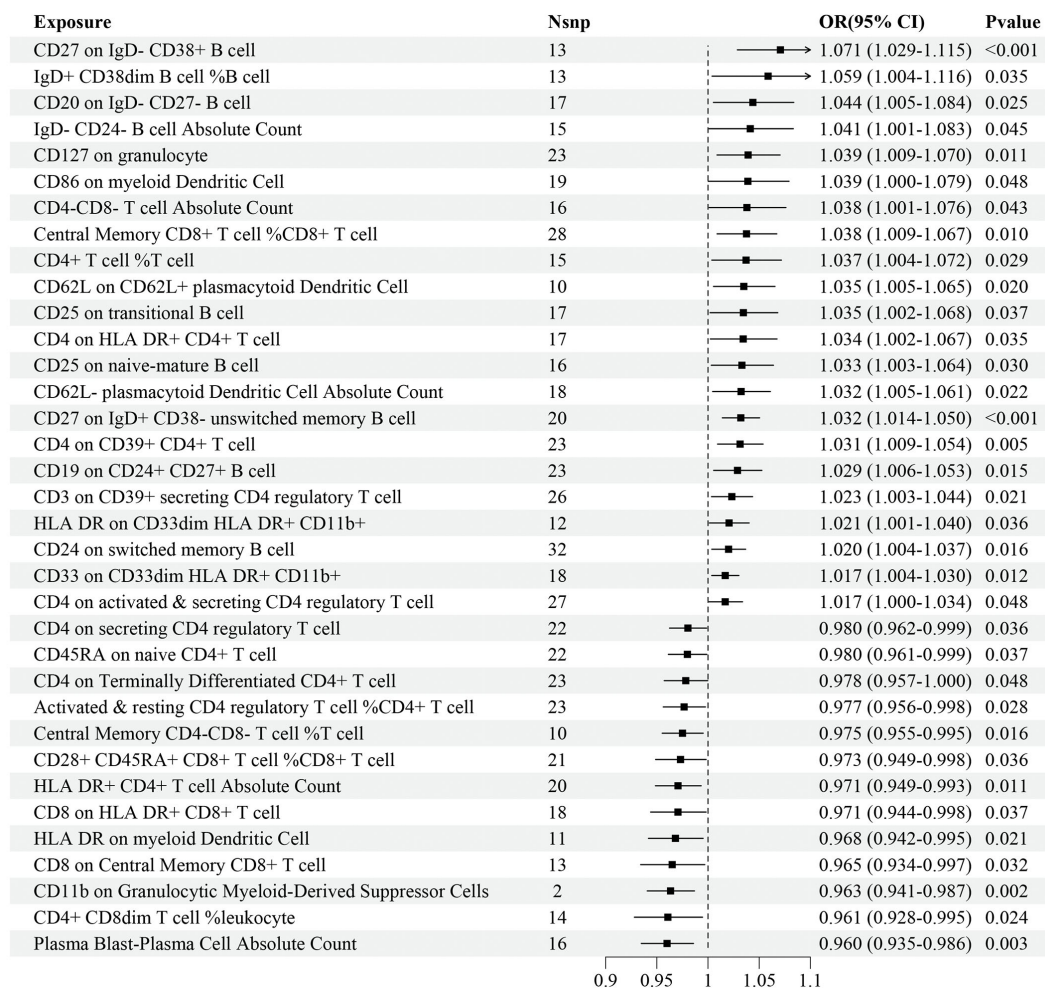 Exposure Nsnp OR(95% CI) Pvalue
CD27 on IgD- CD38+ B cell 13 1.071 (1.029-1.115) <0.001
IgD+ CD38dim B cell %B cell 13 1.059 (1.004-1.116) 0.035
CD20 on IgD- CD27- B cell 17 1.044 (1.005-1.084) 0.025
IgD- CD24- B cell Absolute Count 15 1.041 (1.001-1.083) 0.045
CD127 on granulocyte 23 1.039 (1.009-1.070) 0.011
CD86 on myeloid Dendritic Cell 19 1.039 (1.000-1.079) 0.048
CD4-CD8- T cell Absolute Count 16 1.038 (1.001-1.076) 0.043
Central Memory CD8+ T cell %CD8+ T cell 28 1.038 (1.009-1.067) 0.010
CD4+ T cell %T cell 15 1.037 (1.004-1.072) 0.029
CD62L on CD62L+ plasmacytoid Dendritic Cell 10 1.035 (1.005-1.065) 0.020
CD25 on transitional B cell 17 1.035 (1.002-1.068) 0.037
CD4 on HLA DR+ CD4+ T cell 17 1.034 (1.002-1.067) 0.035
CD25 on naive-mature B cell 16 1.033 (1.003-1.064) 0.030
CD62L- plasmacytoid Dendritic Cell Absolute Count 18 1.032 (1.005-1.061) 0.022
CD27 on IgD+ CD38- unswitched memory B cell 20 1.032 (1.014-1.050) <0.001
CD4 on CD39+ CD4+ T cell 23 1.031 (1.009-1.054) 0.005
CD19 on CD24+ CD27+ B cell 23 1.029 (1.006-1.053) 0.015
CD3 on CD39+ secreting CD4 regulatory T cell 26 1.023 (1.003-1.044) 0.021
HLA DR on CD33dim HLA DR+ CD11b+ 12 1.021 (1.001-1.040) 0.036
CD24 on switched memory B cell 32 1.020 (1.004-1.037) 0.016
CD33 on CD33dim HLA DR+ CD11b+ 18 1.017 (1.004-1.030) 0.012
CD4 on activated & secreting CD4 regulatory T cell 27 1.017 (1.000-1.034) 0.048
CD4 on secreting CD4 regulatory T cell 22 0.980 (0.962-0.999) 0.036
CD45RA on naive CD4+ T cell 22 0.980 (0.961-0.999) 0.037
CD4 on Terminally Differentiated CD4+ T cell 23 0.978 (0.957-1.000) 0.048
Activated & resting CD4 regulatory T cell %CD4+ T cell 23 0.977 (0.956-0.998) 0.028
Central Memory CD4-CD8- T cell %T cell 10 0.975 (0.955-0.995) 0.016
CD28+ CD45RA+ CD8+ T cell %CD8+ T cell 21 0.973 (0.949-0.998) 0.036
HLA DR+ CD4+ T cell Absolute Count 20 0.971 (0.949-0.993) 0.011
CD8 on HLA DR+ CD8+ T cell 18 0.971 (0.944-0.998) 0.037
HLA DR on myeloid Dendritic Cell 11 0.968 (0.942-0.995) 0.021
CD8 on Central Memory CD8+ T cell 13 0.965 (0.934-0.997) 0.032
CD11b on Granulocytic Myeloid-Derived Suppressor Cells 2 0.963 (0.941-0.987) 0.002
CD4+ CD8dim T cell %leukocyte 14 0.961 (0.928-0.995) 0.024
Plasma Blast-Plasma Cell Absolute Count 16 0.960 (0.935-0.986) 0.003
0.9 0.95 1 1.05 1.1